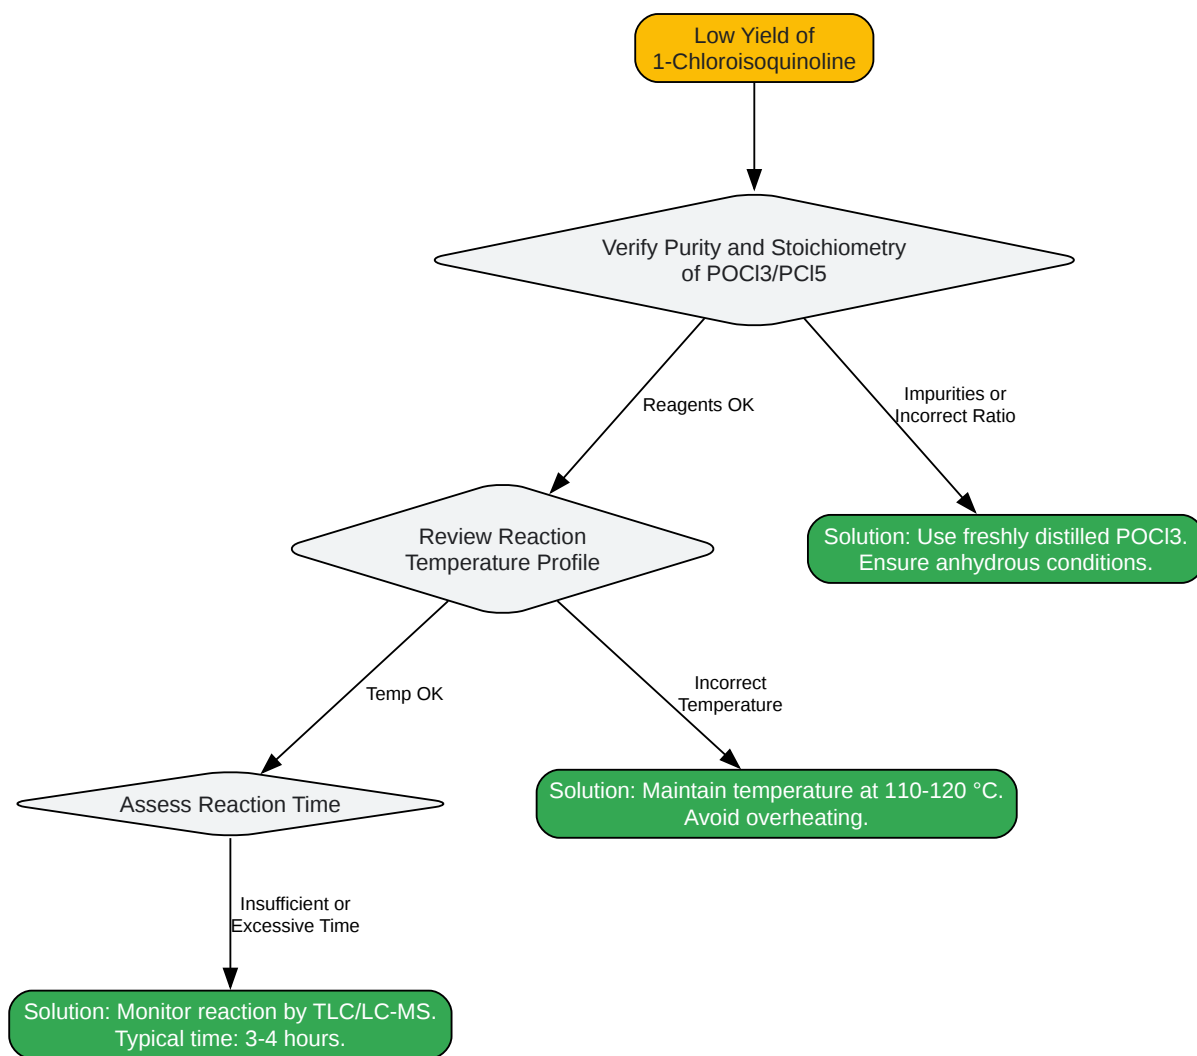 Low Yield of
1-Chloroisoquinoline
Verify Purity and Stoichiometry
of POCl3/PCl5
Reagents OK
Impurities or
Incorrect Ratio
Review Reaction
Temperature Profile
Solution: Use freshly distilled POCl3.
Ensure anhydrous conditions.
Temp OK
Incorrect
Temperature
Assess Reaction Time
Solution: Maintain temperature at 110-120 °C.
Avoid overheating.
Insufficient or
Excessive Time
Solution: Monitor reaction by TLC/LC-MS.
Typical time: 3-4 hours.